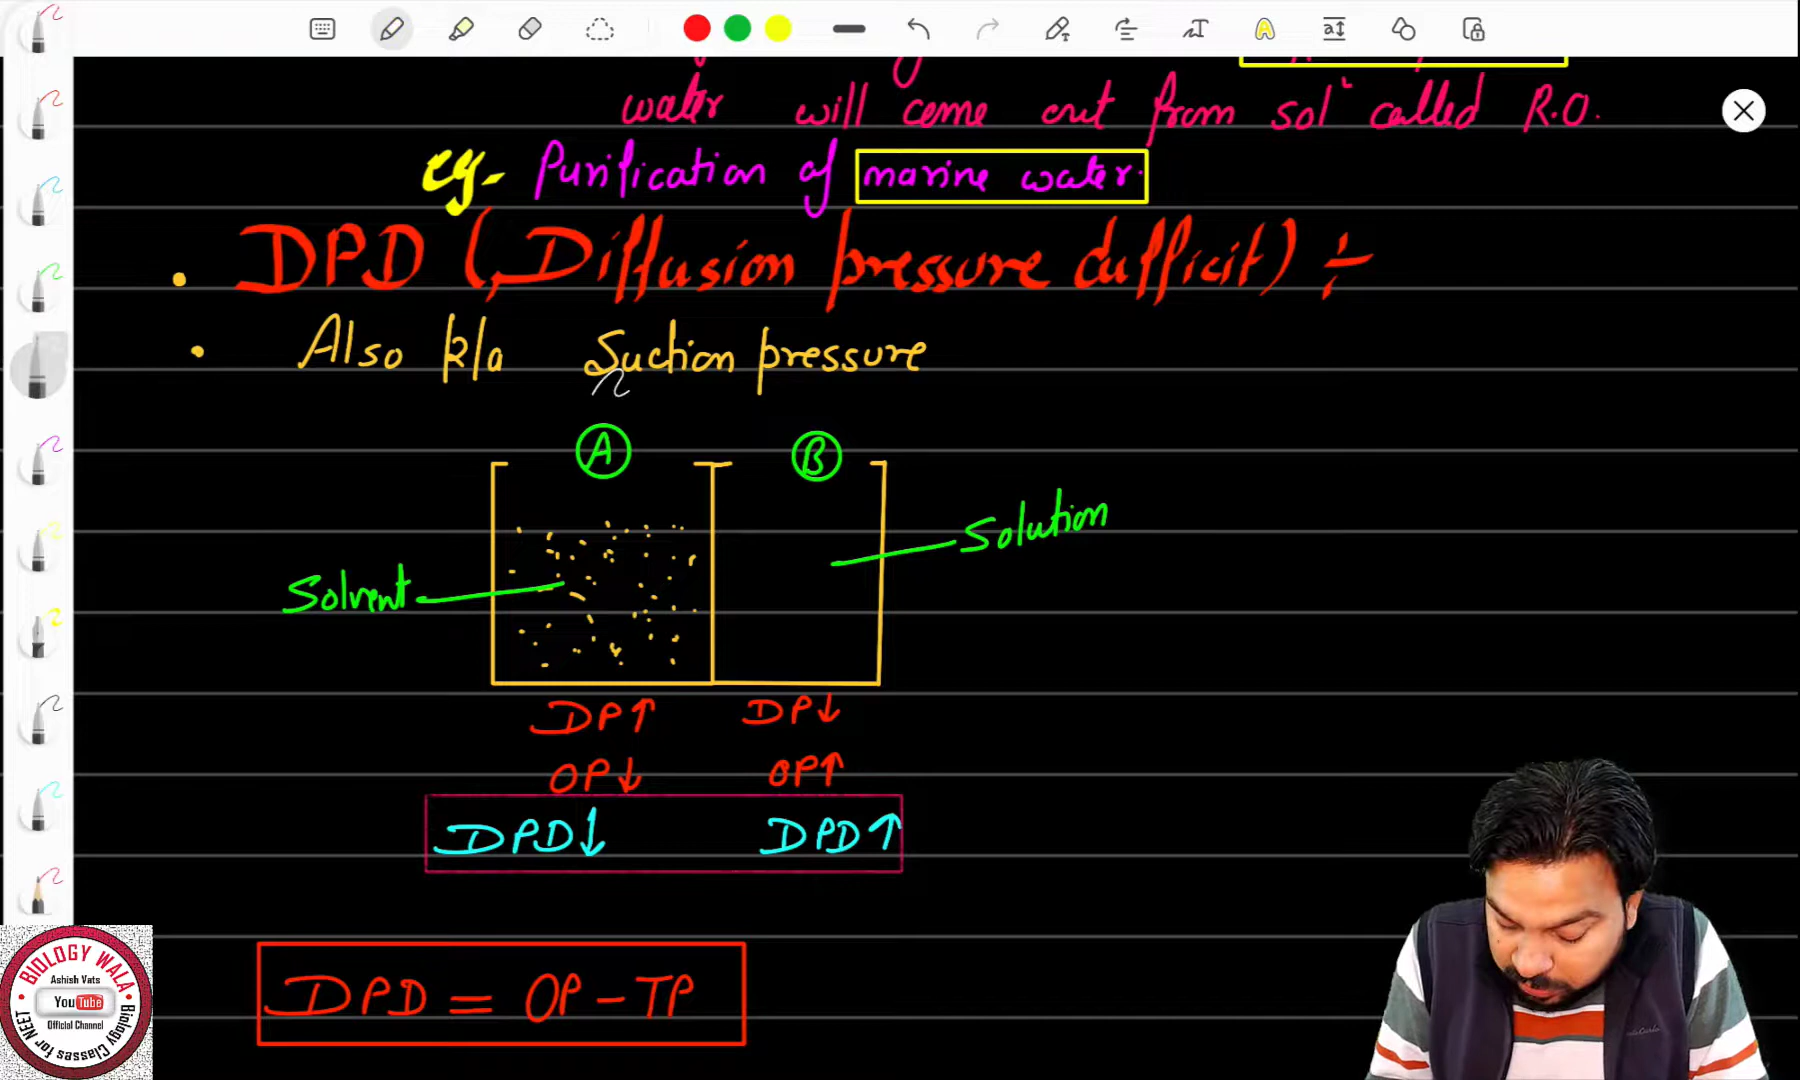 water will come out from sol^n called R.O.
eg. Purification of marine water.
• DPD (Diffusion pressure dufficit) ÷
• Also k/a Suction pressure
A B
Solution
Solvent
DP↑ DP↓
OP↓ OP↑
DPD↓ DPD↑
DPD = OP - TP
BIOLOGY WALA
Ashish Vats
YouTube
Official Channel
Biology Classes for NEET